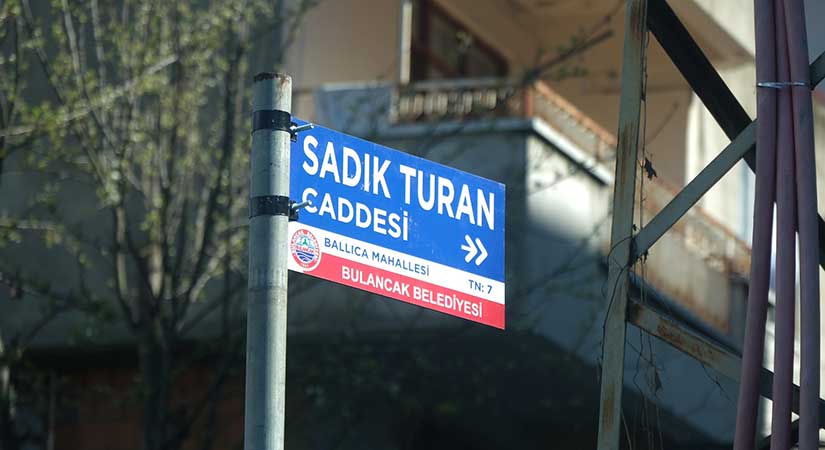 SADIK TURAN
CADDESİ
BALLICA MAHALLESİ
TN: 7
BULANCAK BELEDİYESİ